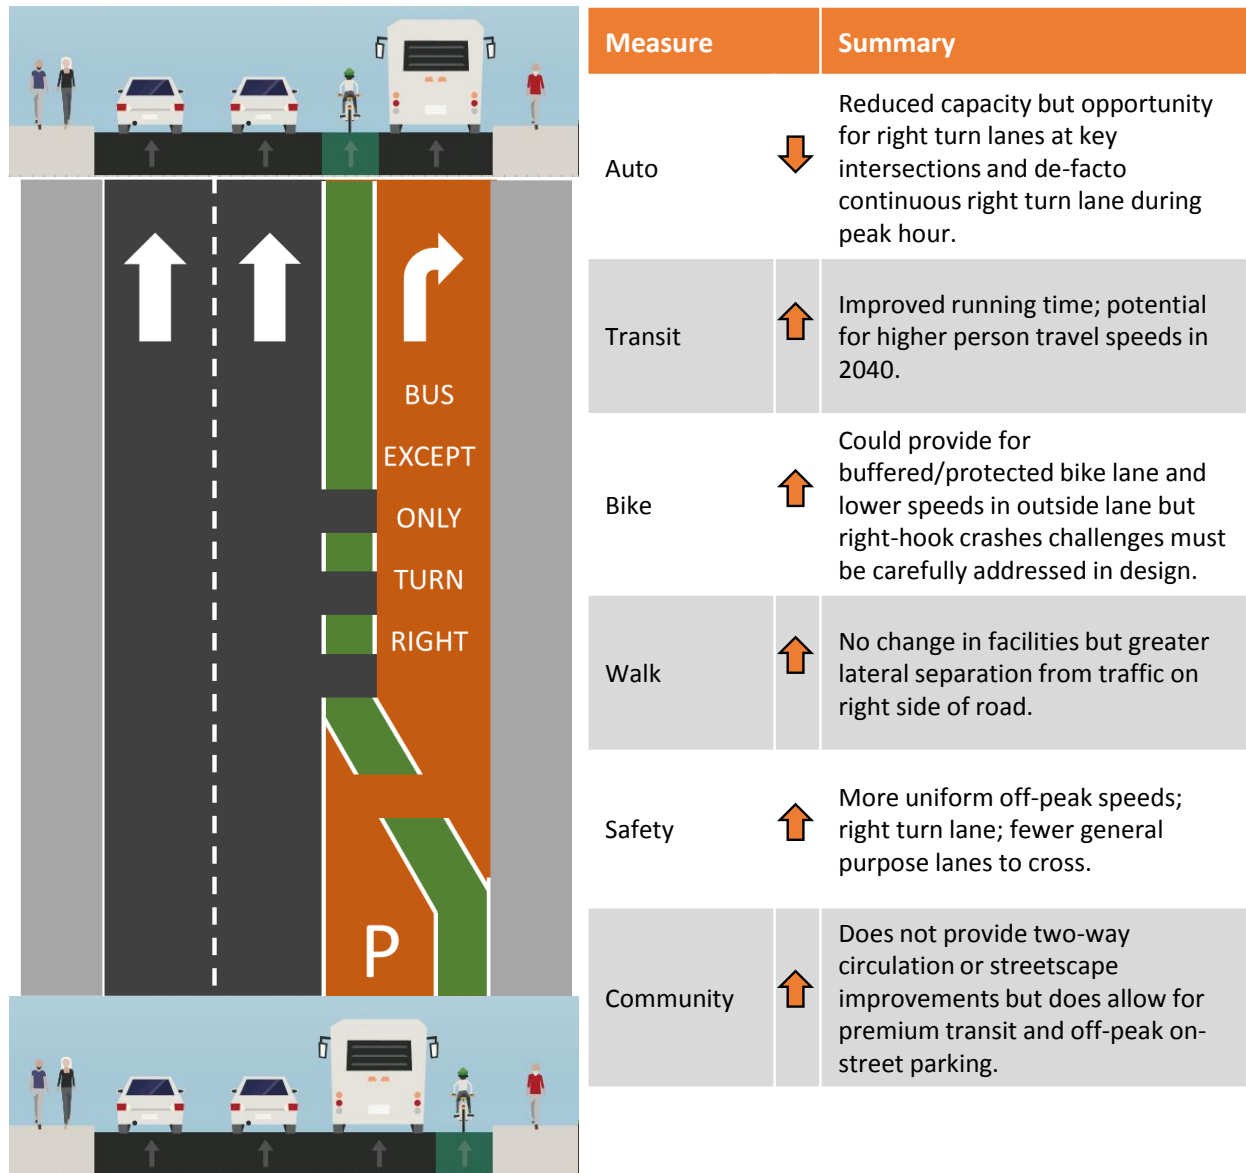 BUS
EXCEPT
ONLY
TURN
RIGHT
P
Measure Summary
Auto
Reduced capacity but opportunity
for right turn lanes at key
intersections and de-facto
continuous right turn lane during
peak hour.
Transit
Improved running time; potential
for higher person travel speeds in
2040.
Bike
Could provide for
buffered/protected bike lane and
lower speeds in outside lane but
right-hook crashes challenges must
be carefully addressed in design.
Walk
No change in facilities but greater
lateral separation from traffic on
right side of road.
Safety
More uniform off-peak speeds;
right turn lane; fewer general
purpose lanes to cross.
Community
Does not provide two-way
circulation or streetscape
improvements but does allow for
premium transit and off-peak on-
street parking.